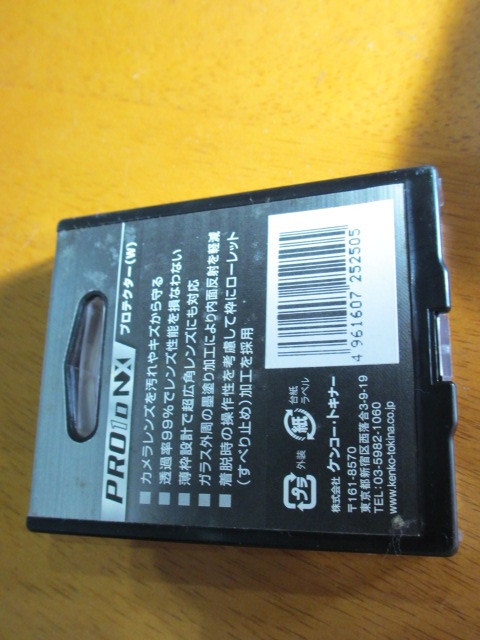 PRO1D NX プロテクター(W)
■ カメラレンズを汚れやキズから守る
■ 透過率99%でレンズ性能を損なわない
■ 薄枠設計で超広角レンズにも対応
■ ガラス外周の墨塗り加工により内面反射を軽減
■ 着脱時の操作性を考慮して枠にローレット
(すべり止め)加工を採用
プラ 外装 紙 台紙
ラベル
株式会社 ケンコー・トキナー
〒161-8570
東京都新宿区西落合3-9-19
TEL:03-5982-1060
www.kenko-tokina.co.jp
4 961607 252505